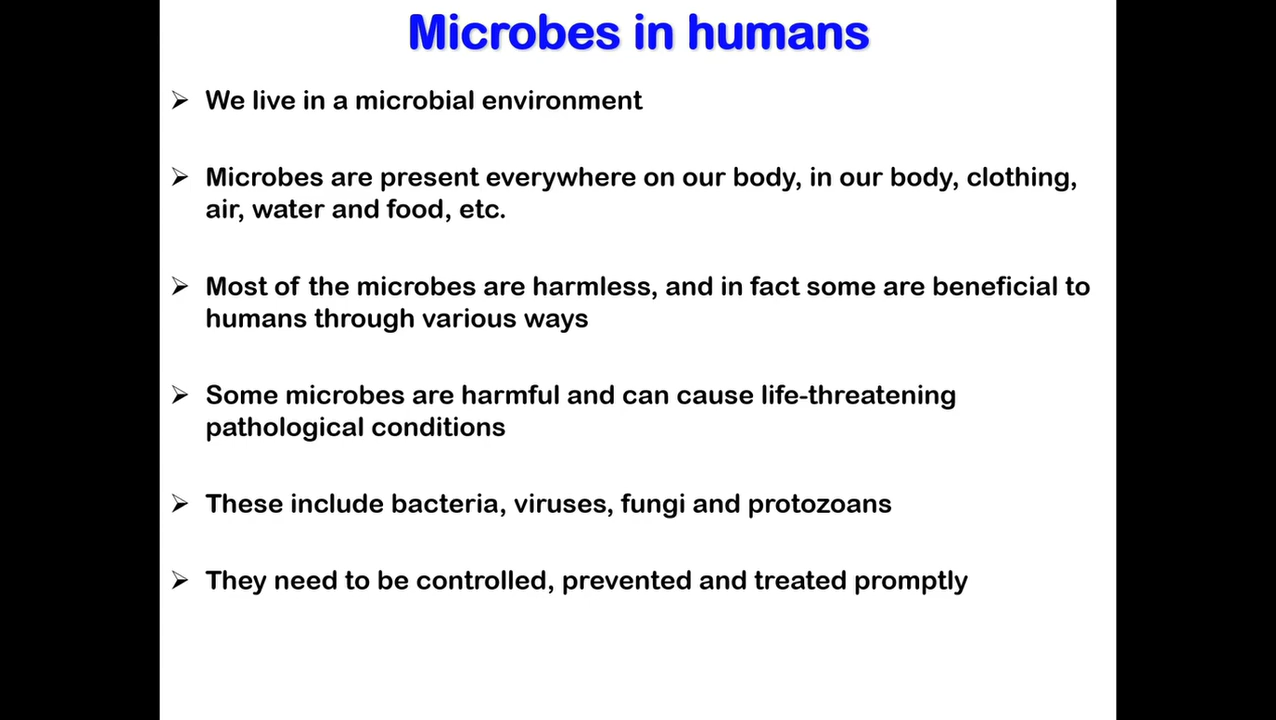 Microbes in humans
➢ We live in a microbial environment
➢ Microbes are present everywhere on our body, in our body, clothing,
air, water and food, etc.
➢ Most of the microbes are harmless, and in fact some are beneficial to
humans through various ways
➢ Some microbes are harmful and can cause life-threatening
pathological conditions
➢ These include bacteria, viruses, fungi and protozoans
➢ They need to be controlled, prevented and treated promptly